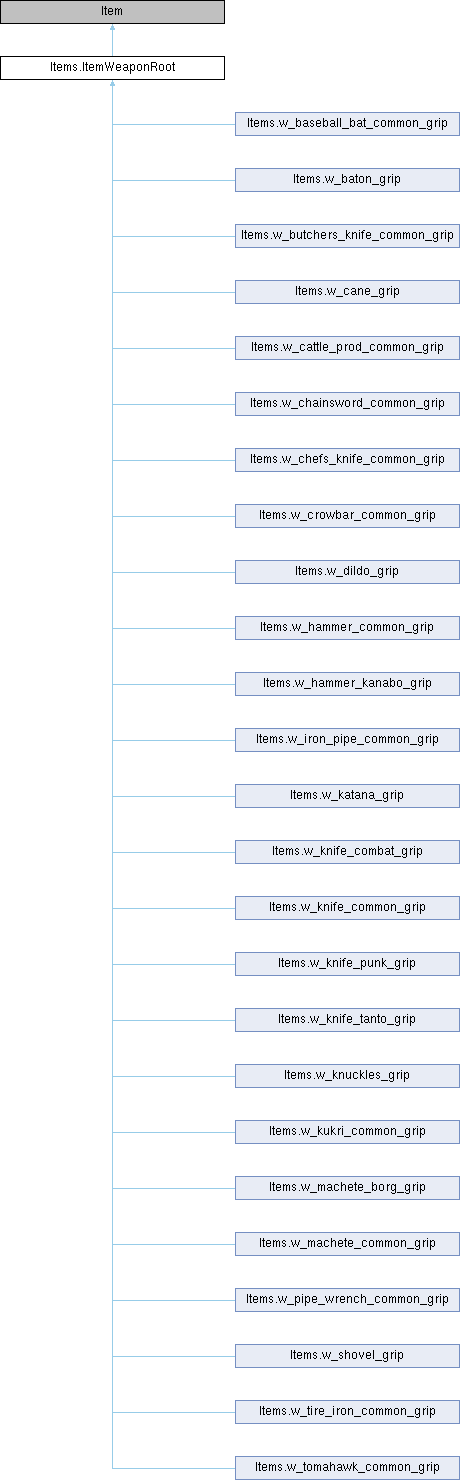 Item
Items.ItemWeaponRoot
Items.w_baseball_bat_common_grip
Items.w_baton_grip
Items.w_butchers_knife_common_grip
Items.w_cane_grip
Items.w_cattle_prod_common_grip
Items.w_chainsword_common_grip
Items.w_chefs_knife_common_grip
Items.w_crowbar_common_grip
Items.w_dildo_grip
Items.w_hammer_common_grip
Items.w_hammer_kanabo_grip
Items.w_iron_pipe_common_grip
Items.w_katana_grip
Items.w_knife_combat_grip
Items.w_knife_common_grip
Items.w_knife_punk_grip
Items.w_knife_tanto_grip
Items.w_knuckles_grip
Items.w_kukri_common_grip
Items.w_machete_borg_grip
Items.w_machete_common_grip
Items.w_pipe_wrench_common_grip
Items.w_shovel_grip
Items.w_tire_iron_common_grip
Items.w_tomahawk_common_grip